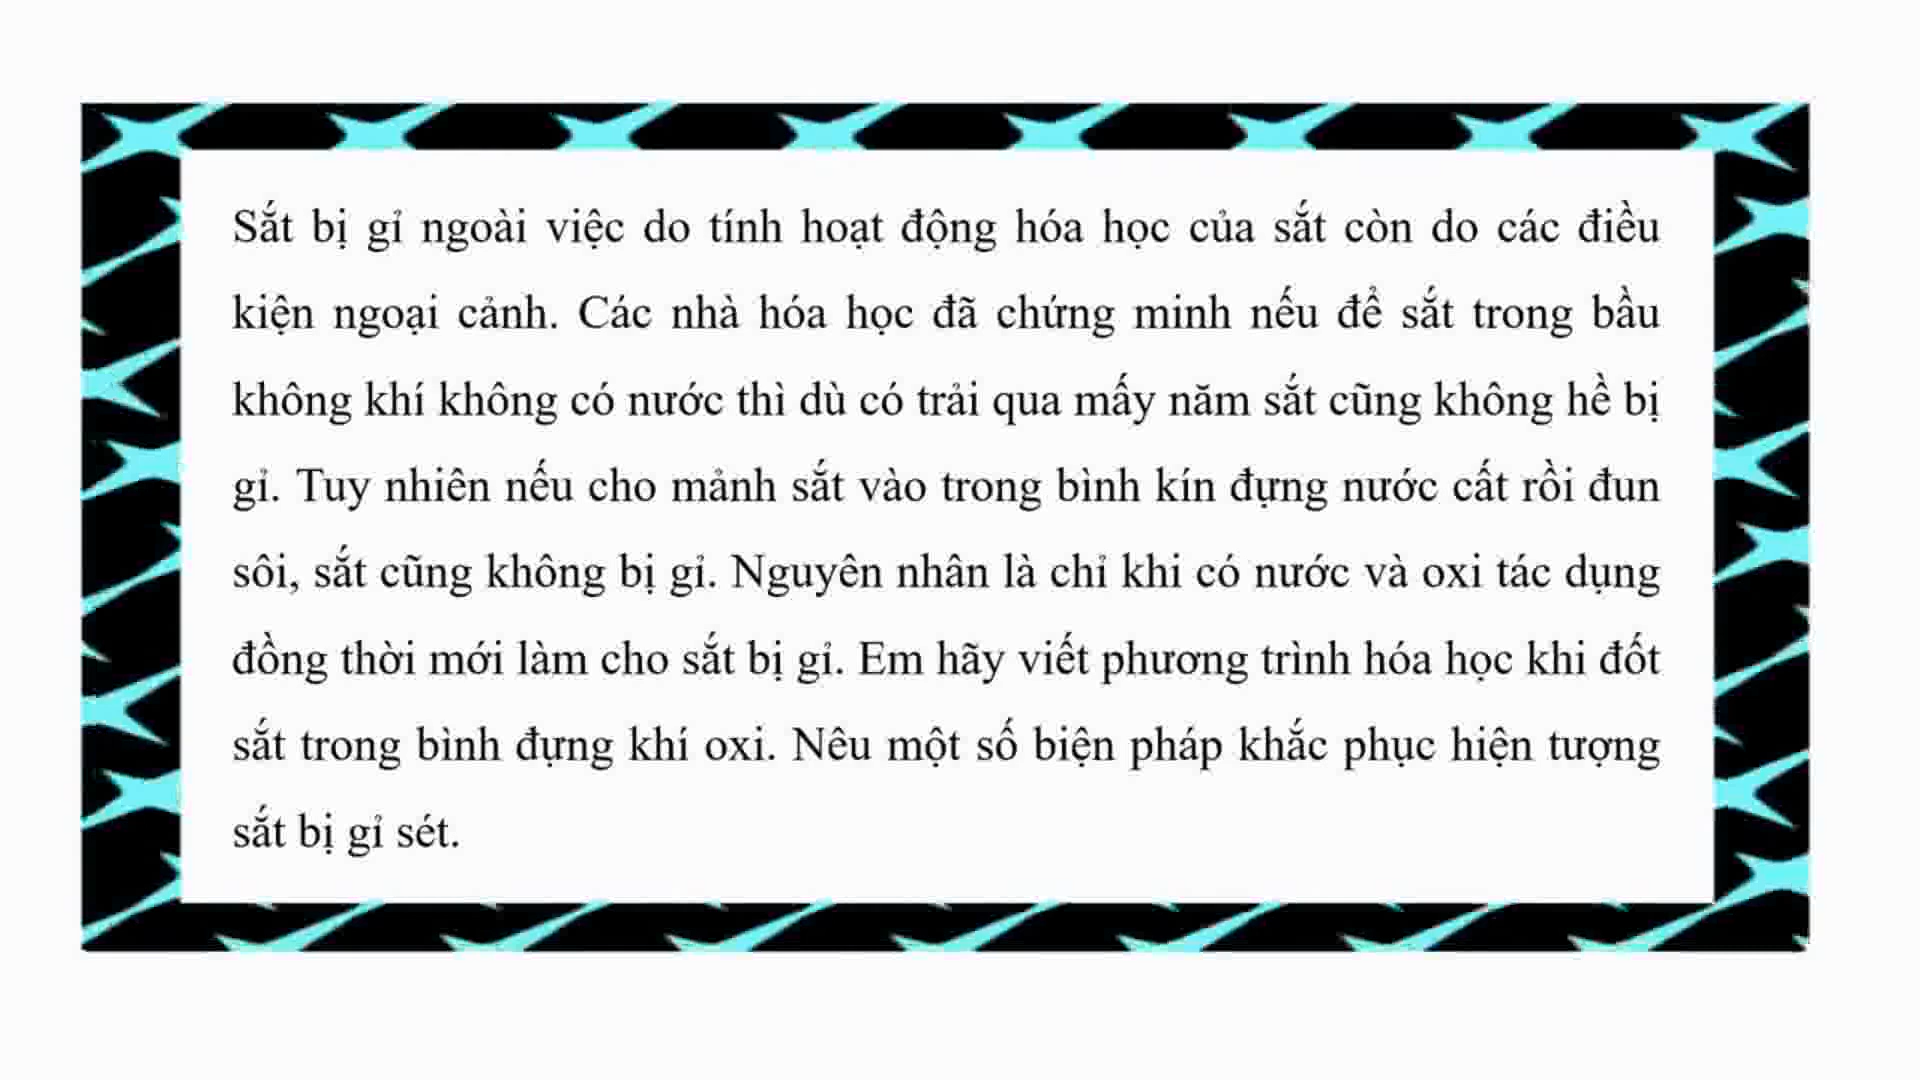 Sắt bị gỉ ngoài việc do tính hoạt động hóa học của sắt còn do các điều
kiện ngoại cảnh. Các nhà hóa học đã chứng minh nếu để sắt trong bầu
không khí không có nước thì dù có trải qua mấy năm sắt cũng không hề bị
gỉ. Tuy nhiên nếu cho mảnh sắt vào trong bình kín đựng nước cất rồi đun
sôi, sắt cũng không bị gỉ. Nguyên nhân là chỉ khi có nước và oxi tác dụng
đồng thời mới làm cho sắt bị gỉ. Em hãy viết phương trình hóa học khi đốt
sắt trong bình đựng khí oxi. Nêu một số biện pháp khắc phục hiện tượng
sắt bị gỉ sét.